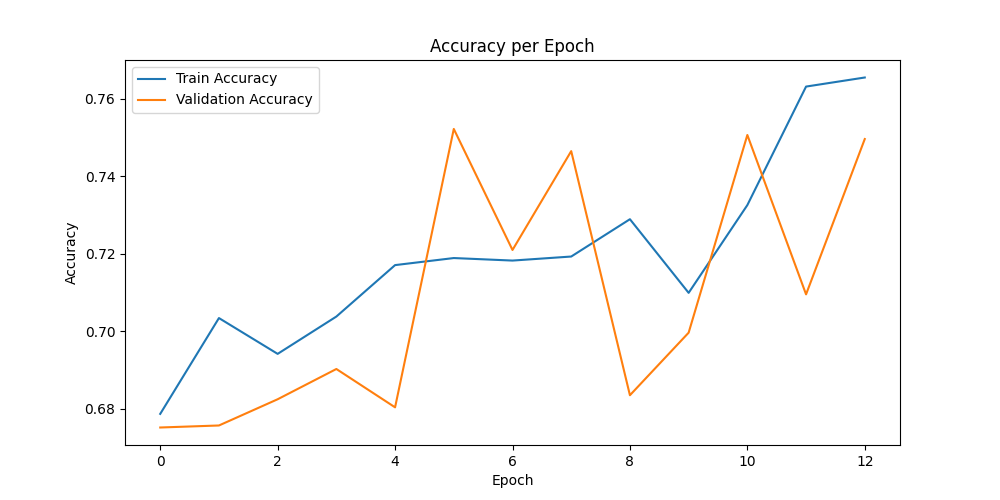 Accuracy per Epoch
Train Accuracy
Validation Accuracy
Accuracy
0.76
0.74
0.72
0.70
0.68
0 2 4 6 8 10 12
Epoch